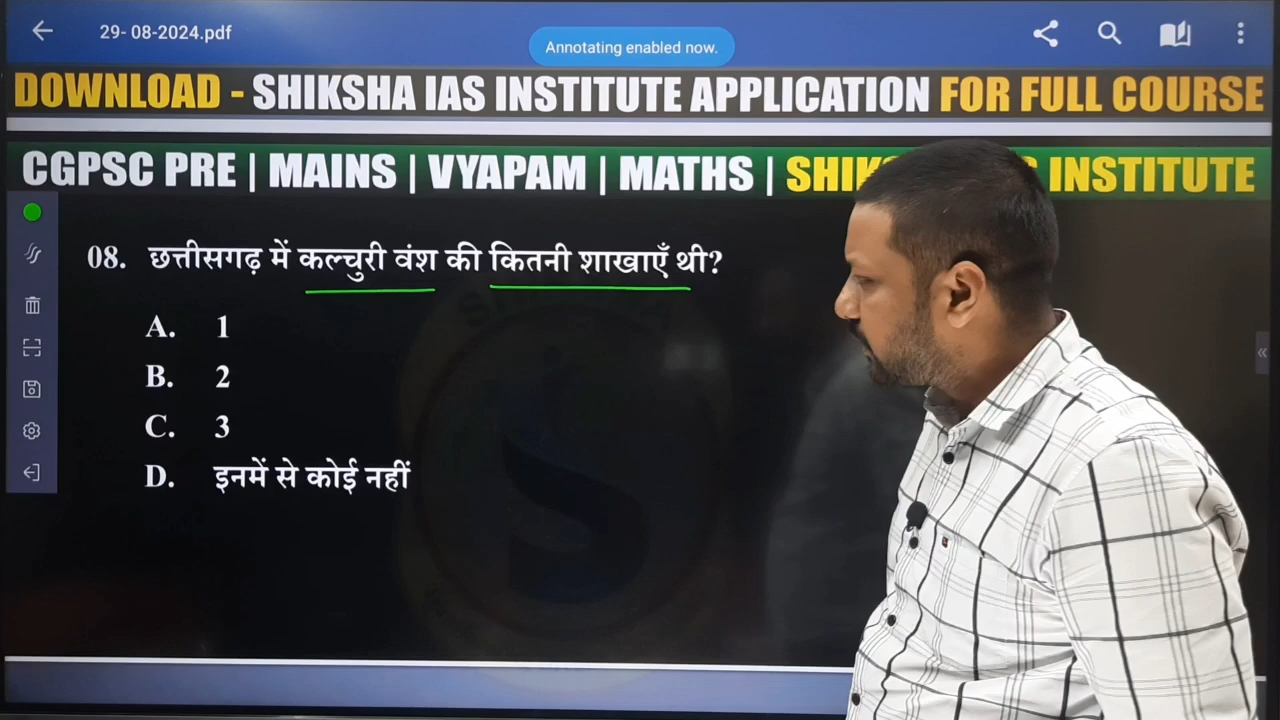 29- 08-2024.pdf
Annotating enabled now.
DOWNLOAD - SHIKSHA IAS INSTITUTE APPLICATION FOR FULL COURSE
CGPSC PRE | MAINS | VYAPAM | MATHS | INSTITUTE
08. छत्तीसगढ़ में कल्चुरी वंश की कितनी शाखाएँ थी?
A. 1
B. 2
C. 3
D. इनमें से कोई नहीं